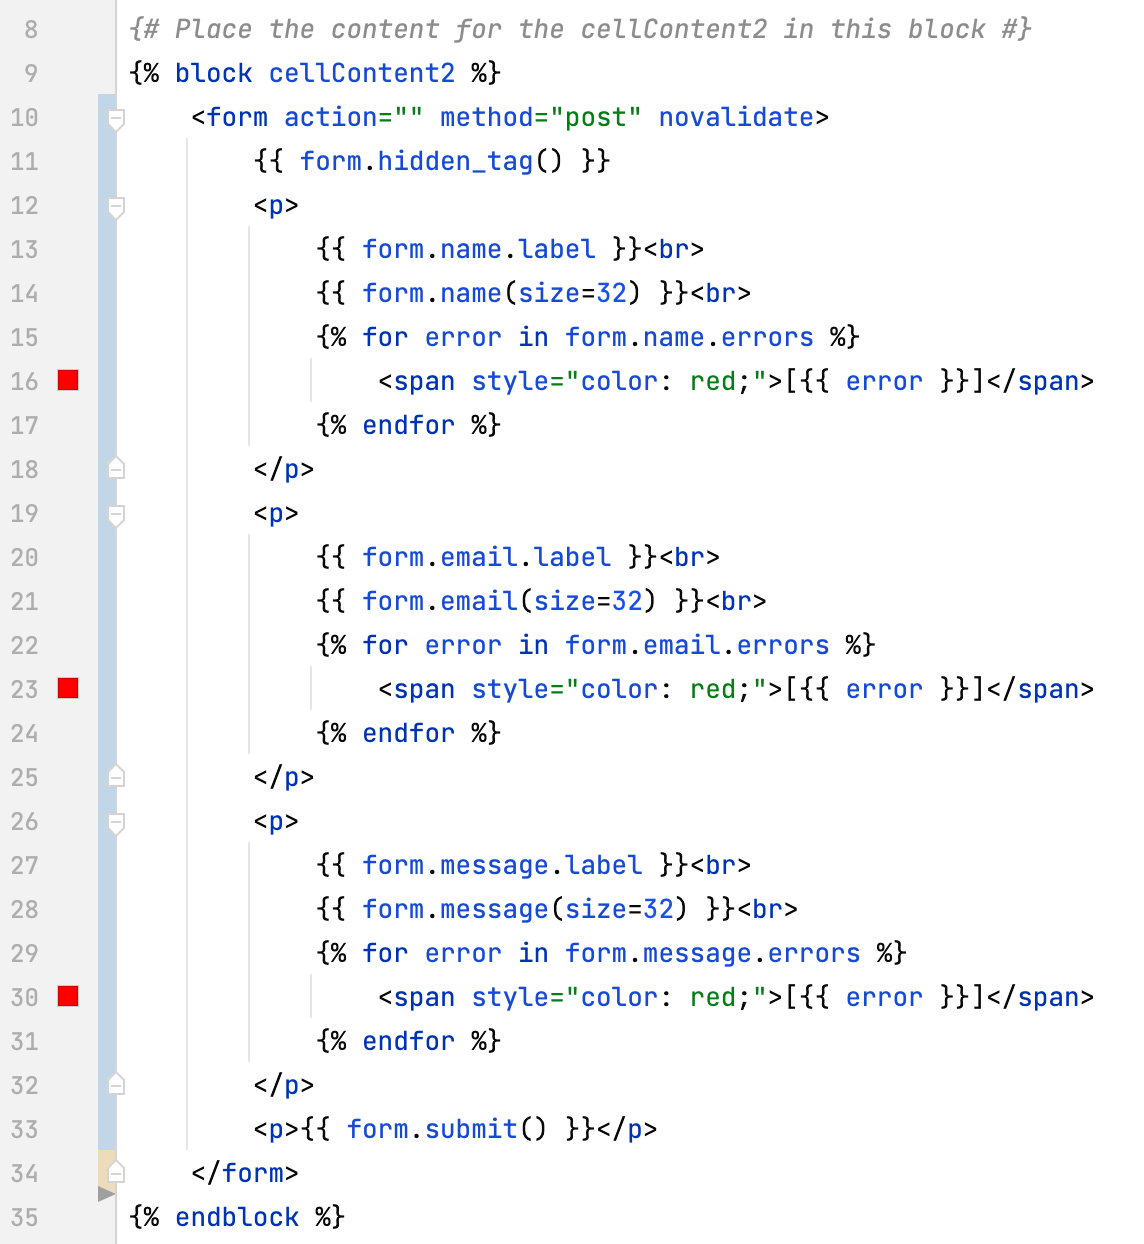 8 {# Place the content for the cellContent2 in this block #}
9 {% block cellContent2 %}
10     <form action="" method="post" novalidate>
11         {{ form.hidden_tag() }}
12         <p>
13             {{ form.name.label }}<br>
14             {{ form.name(size=32) }}<br>
15             {% for error in form.name.errors %}
16                 <span style="color: red;">[{{ error }}]</span>
17             {% endfor %}
18         </p>
19         <p>
20             {{ form.email.label }}<br>
21             {{ form.email(size=32) }}<br>
22             {% for error in form.email.errors %}
23                 <span style="color: red;">[{{ error }}]</span>
24             {% endfor %}
25         </p>
26         <p>
27             {{ form.message.label }}<br>
28             {{ form.message(size=32) }}<br>
29             {% for error in form.message.errors %}
30                 <span style="color: red;">[{{ error }}]</span>
31             {% endfor %}
32         </p>
33         <p>{{ form.submit() }}</p>
34     </form>
35 {% endblock %}